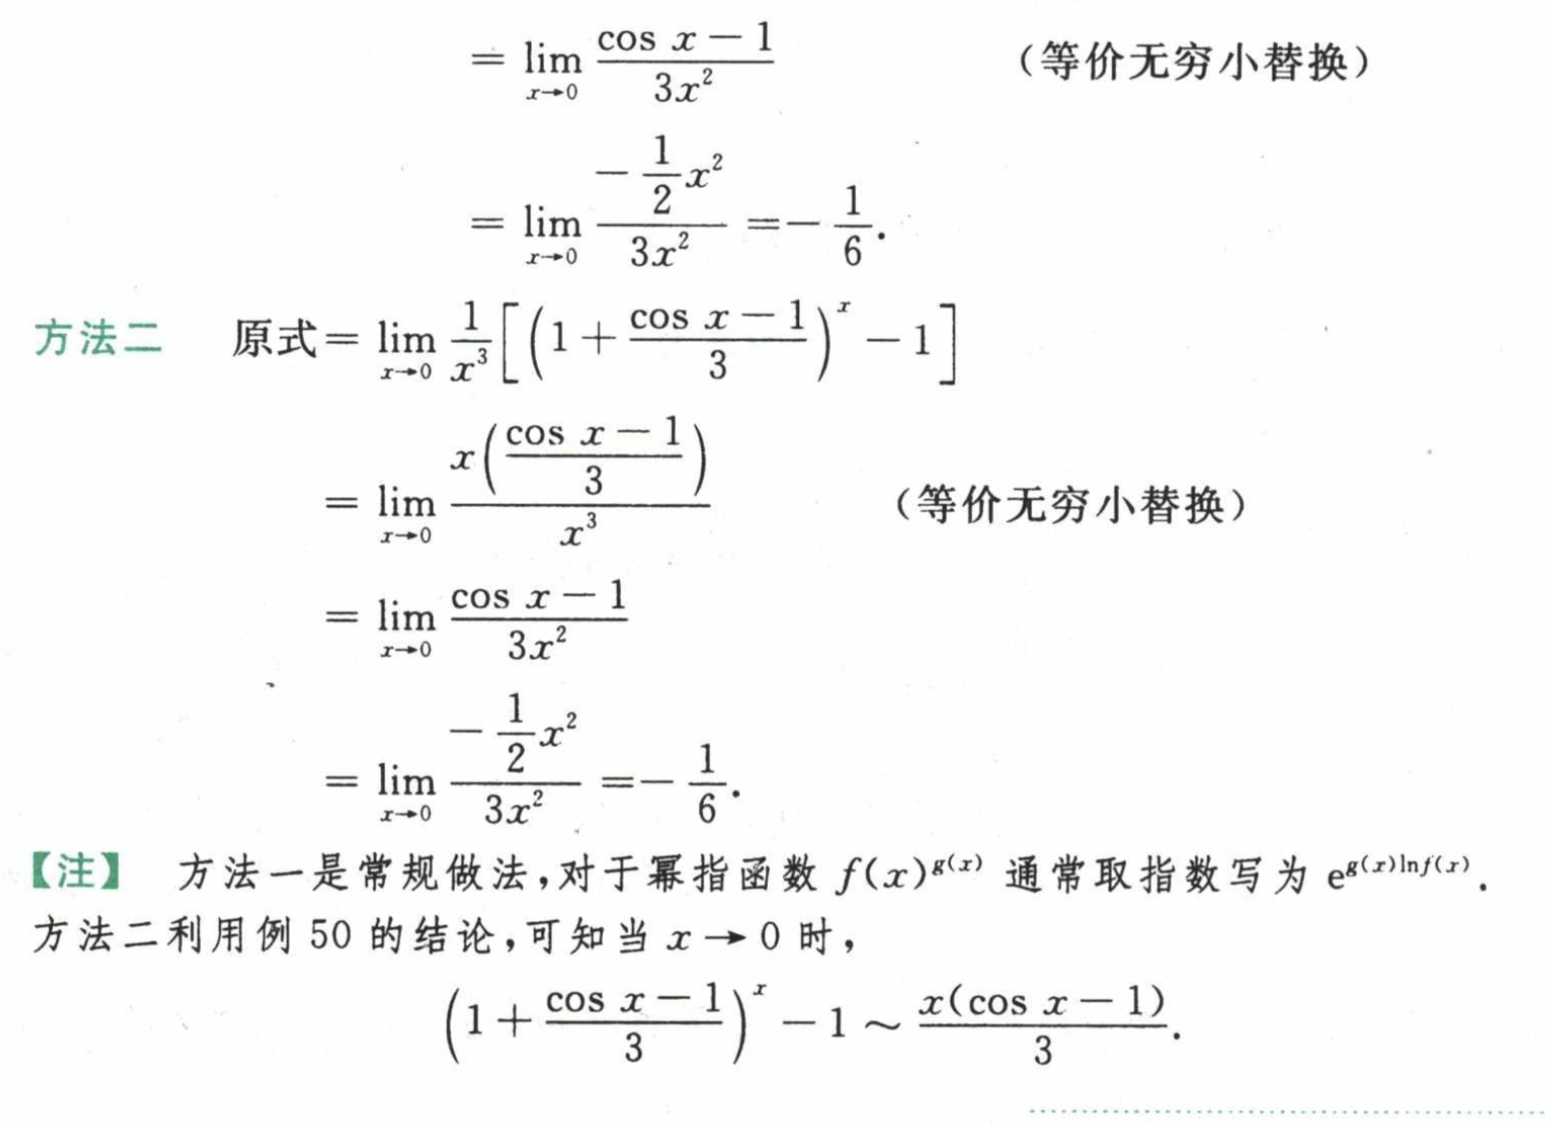 $= \lim_{x \to 0} \frac{\cos x - 1}{3x^2}$ （等价无穷小替换）
$= \lim_{x \to 0} \frac{-\frac{1}{2}x^2}{3x^2} = -\frac{1}{6}.$
方法二 原式$= \lim_{x \to 0} \frac{1}{x^3}\left[\left(1 + \frac{\cos x - 1}{3}\right)^x - 1\right]$
$= \lim_{x \to 0} \frac{x\left(\frac{\cos x - 1}{3}\right)}{x^3}$ （等价无穷小替换）
$= \lim_{x \to 0} \frac{\cos x - 1}{3x^2}$
$= \lim_{x \to 0} \frac{-\frac{1}{2}x^2}{3x^2} = -\frac{1}{6}.$
【注】 方法一是常规做法,对于幂指函数 $f(x)^{g(x)}$ 通常取指数写为 $e^{g(x)\ln f(x)}$.
方法二利用例 50 的结论,可知当 $x \to 0$ 时,
$\left(1 + \frac{\cos x - 1}{3}\right)^x - 1 \sim \frac{x(\cos x - 1)}{3}.$